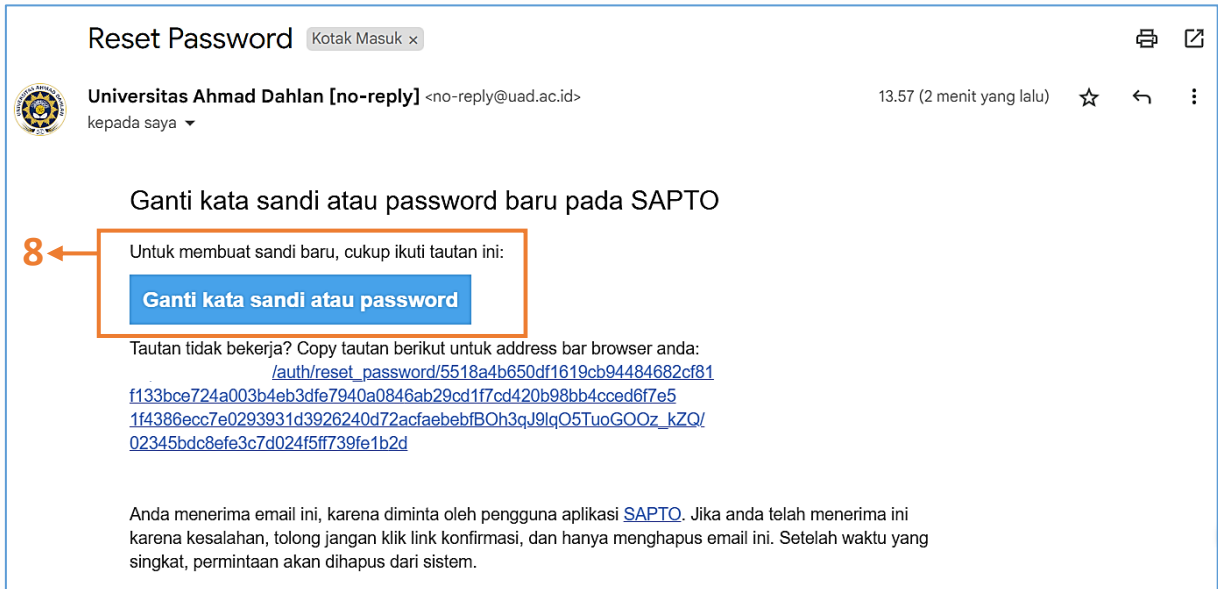 Reset Password Kotak Masuk ×
Universitas Ahmad Dahlan [no-reply] <no-reply@uad.ac.id> 13.57 (2 menit yang lalu)
kepada saya
Ganti kata sandi atau password baru pada SAPTO
8
Untuk membuat sandi baru, cukup ikuti tautan ini:
Ganti kata sandi atau password
Tautan tidak bekerja? Copy tautan berikut untuk address bar browser anda:
/auth/reset_password/5518a4b650df1619cb94484682cf81
f133bce724a003b4eb3dfe7940a0846ab29cd1f7cd420b98bb4cced6f7e5
1f4386ecc7e0293931d3926240d72acfaebebfBOh3qJ9lqO5TuoGOOz_kZQ/
02345bdc8efe3c7d024f5ff739fe1b2d
Anda menerima email ini, karena diminta oleh pengguna aplikasi SAPTO. Jika anda telah menerima ini
karena kesalahan, tolong jangan klik link konfirmasi, dan hanya menghapus email ini. Setelah waktu yang
singkat, permintaan akan dihapus dari sistem.